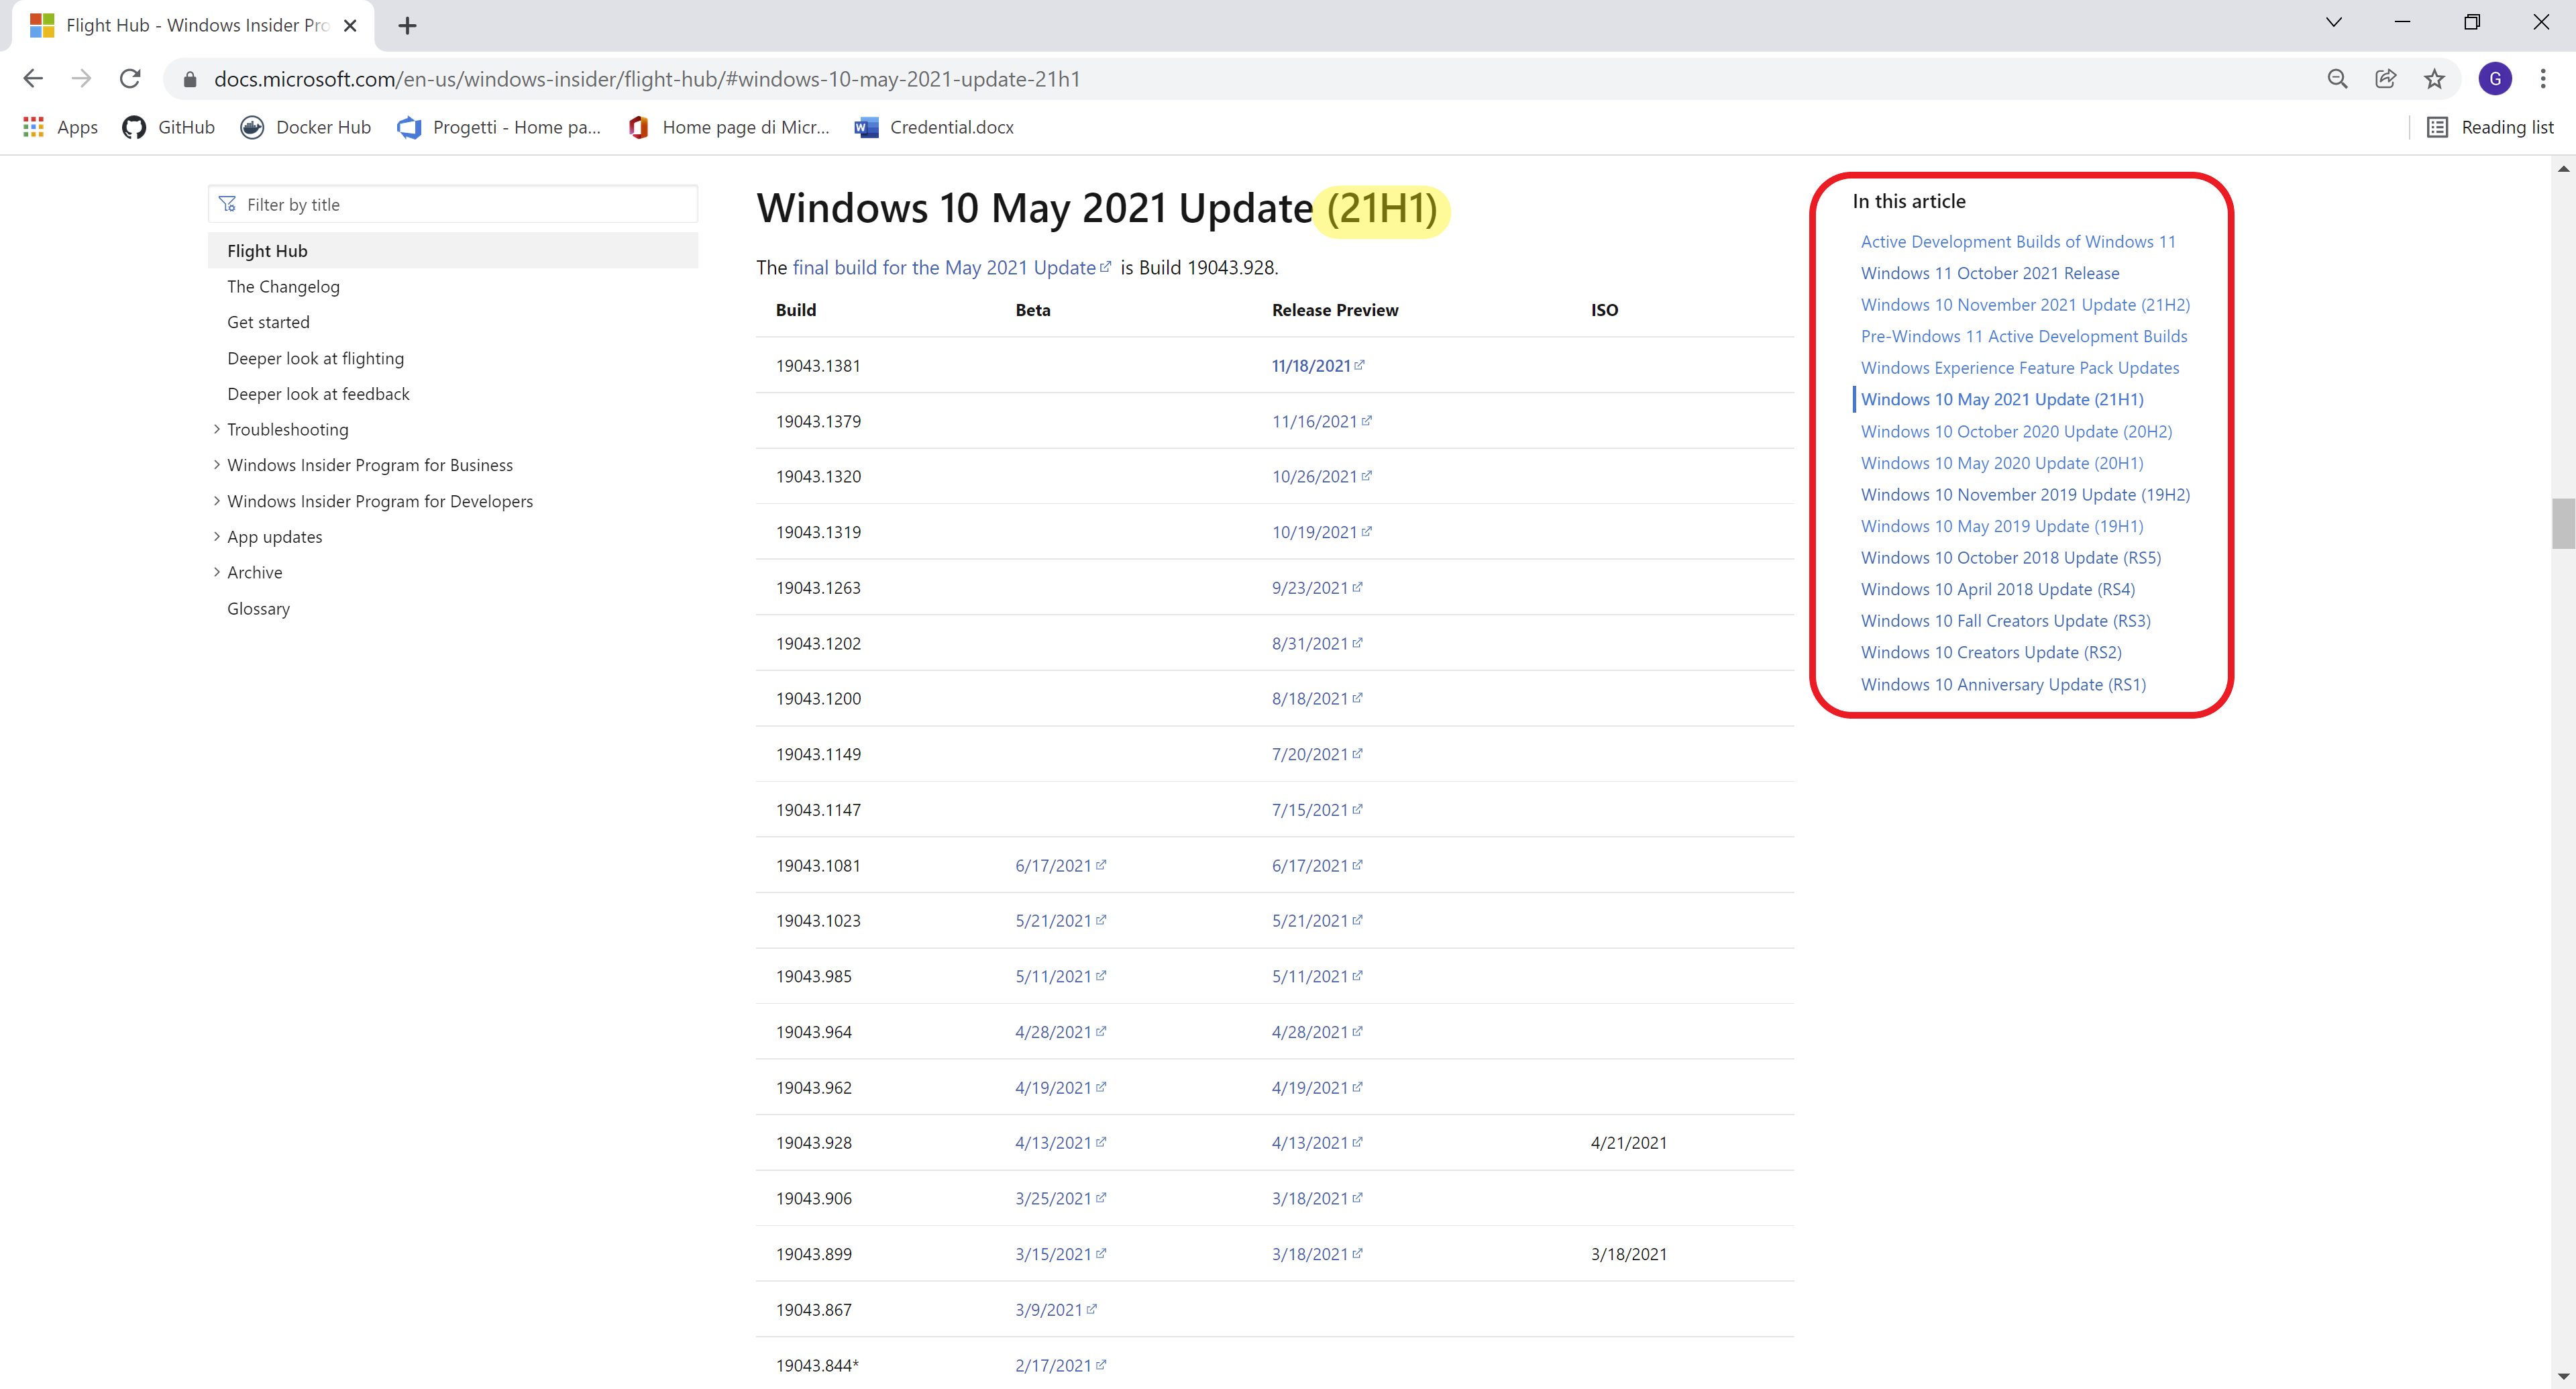 Flight Hub - Windows Insider Pro
docs.microsoft.com/en-us/windows-insider/flight-hub/#windows-10-may-2021-update-21h1
G
Apps
GitHub
Docker Hub
Progetti - Home pa...
Home page di Micr...
Credential.docx
Reading list
Filter by title
Flight Hub
The Changelog
Get started
Deeper look at flighting
Deeper look at feedback
Troubleshooting
Windows Insider Program for Business
Windows Insider Program for Developers
App updates
Archive
Glossary
Windows 10 May 2021 Update (21H1)
The final build for the May 2021 Update is Build 19043.928.
Build Beta Release Preview ISO
19043.1381 11/18/2021
19043.1379 11/16/2021
19043.1320 10/26/2021
19043.1319 10/19/2021
19043.1263 9/23/2021
19043.1202 8/31/2021
19043.1200 8/18/2021
19043.1149 7/20/2021
19043.1147 7/15/2021
19043.1081 6/17/2021 6/17/2021
19043.1023 5/21/2021 5/21/2021
19043.985 5/11/2021 5/11/2021
19043.964 4/28/2021 4/28/2021
19043.962 4/19/2021 4/19/2021
19043.928 4/13/2021 4/13/2021 4/21/2021
19043.906 3/25/2021 3/18/2021
19043.899 3/15/2021 3/18/2021 3/18/2021
19043.867 3/9/2021
19043.844* 2/17/2021
In this article
Active Development Builds of Windows 11
Windows 11 October 2021 Release
Windows 10 November 2021 Update (21H2)
Pre-Windows 11 Active Development Builds
Windows Experience Feature Pack Updates
Windows 10 May 2021 Update (21H1)
Windows 10 October 2020 Update (20H2)
Windows 10 May 2020 Update (20H1)
Windows 10 November 2019 Update (19H2)
Windows 10 May 2019 Update (19H1)
Windows 10 October 2018 Update (RS5)
Windows 10 April 2018 Update (RS4)
Windows 10 Fall Creators Update (RS3)
Windows 10 Creators Update (RS2)
Windows 10 Anniversary Update (RS1)